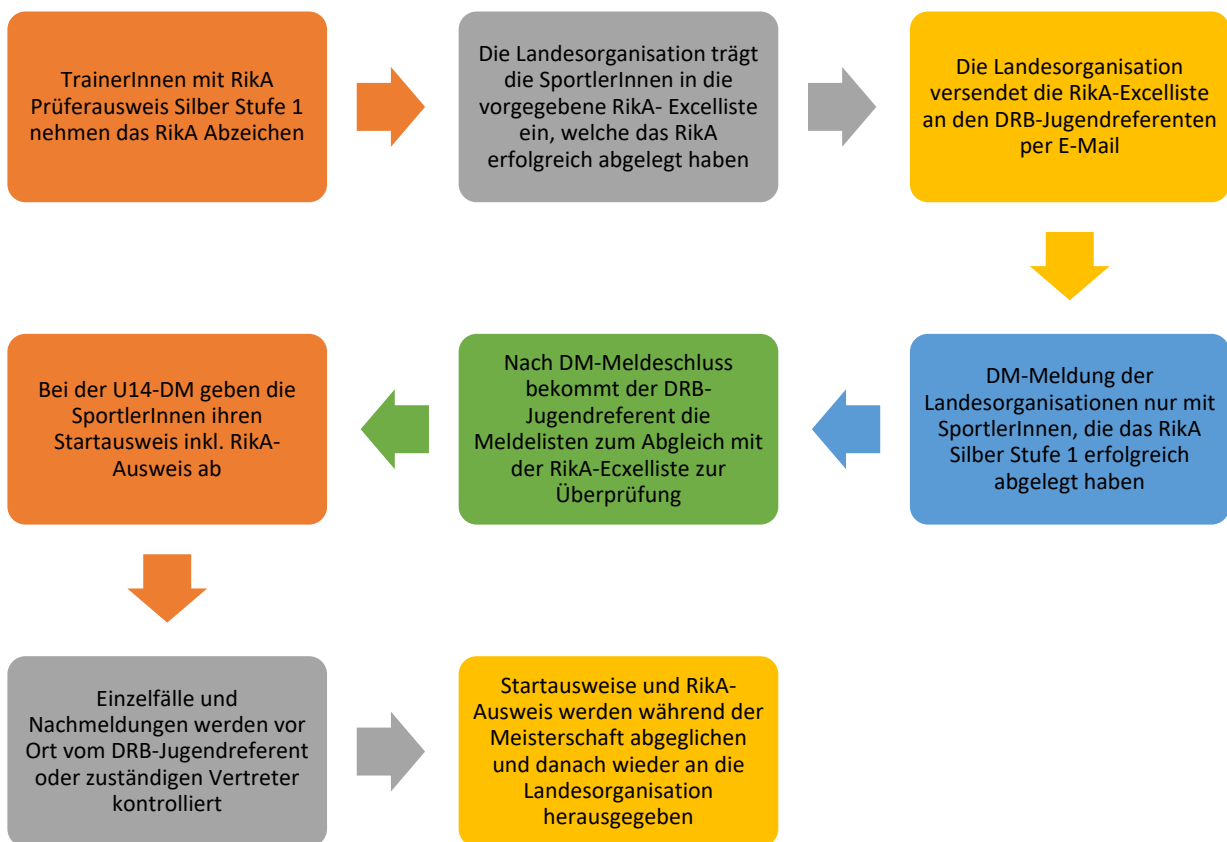 TrainerInnen mit RikA
Prüferausweis Silber Stufe 1
nehmen das RikA Abzeichen
Die Landesorganisation trägt
die SportlerInnen in die
vorgegebene RikA- Excelliste
ein, welche das RikA
erfolgreich abgelegt haben
Die Landesorganisation
versendet die RikA-Excelliste
an den DRB-Jugendreferenten
per E-Mail
DM-Meldung der
Landesorganisationen nur mit
SportlerInnen, die das RikA
Silber Stufe 1 erfolgreich
abgelegt haben
Nach DM-Meldeschluss
bekommt der DRB-
Jugendreferent die
Meldelisten zum Abgleich mit
der RikA-Ecxelliste zur
Überprüfung
Bei der U14-DM geben die
SportlerInnen ihren
Startausweis inkl. RikA-
Ausweis ab
Einzelfälle und
Nachmeldungen werden vor
Ort vom DRB-Jugendreferent
oder zuständigen Vertreter
kontrolliert
Startausweise und RikA-
Ausweis werden während der
Meisterschaft abgeglichen
und danach wieder an die
Landesorganisation
herausgegeben